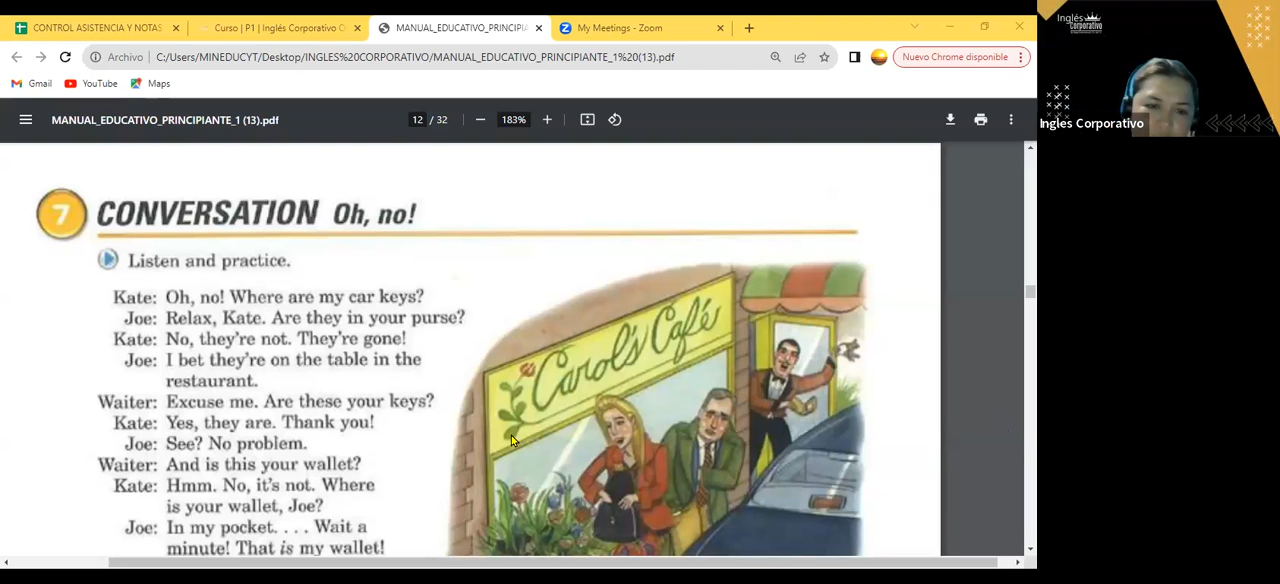 CONTROL ASISTENCIA Y NOTAS
Curso | P1 | Inglés Corporativo O
MANUAL_EDUCATIVO_PRINCIPIA
My Meetings - Zoom
Archivo
C:/Users/MINEDUCYT/Desktop/INGLES%20CORPORATIVO/MANUAL_EDUCATIVO_PRINCIPIANTE_1%20(13).pdf
Nuevo Chrome disponible
Gmail
YouTube
Maps
MANUAL_EDUCATIVO_PRINCIPIANTE_1 (13).pdf
12 / 32
183%
7 CONVERSATION Oh, no!
Listen and practice.
Kate: Oh, no! Where are my car keys?
Joe: Relax, Kate. Are they in your purse?
Kate: No, they're not. They're gone!
Joe: I bet they're on the table in the
restaurant.
Waiter: Excuse me. Are these your keys?
Kate: Yes, they are. Thank you!
Joe: See? No problem.
Waiter: And is this your wallet?
Kate: Hmm. No, it's not. Where
is your wallet, Joe?
Joe: In my pocket. . . . Wait a
minute! That is my wallet!
Carol's Café
Inglés
Corporativo
Ingles Corporativo